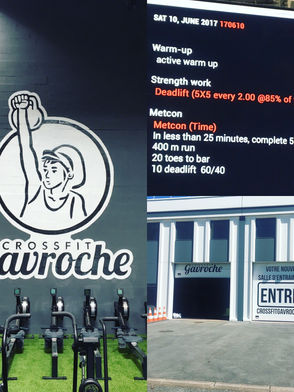 CROSSFIT
Gavroche
SAT 10, JUNE 2017 170610
Warm-up
active warm up
Strength work
Deadlift (5X5 every 2.00 @85% of
Metcon
Metcon (Time)
In less than 25 minutes, complete 5
400 m run
20 toes to bar
10 deadlift 60/40
Gavroche
VOTRE NOUV
SALLE D'ENTRAI
ENTR
CROSSFITGAVRO